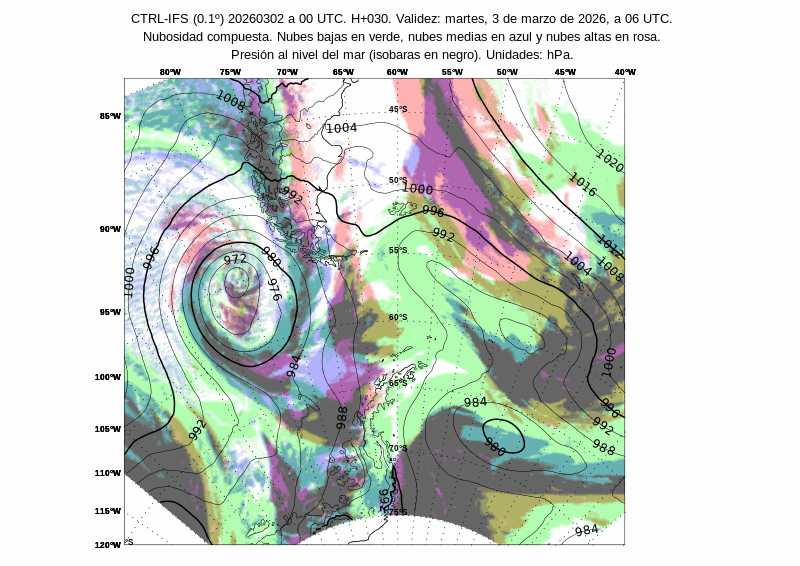 CTRL-IFS (0.1º) 20260302 a 00 UTC. H+030. Validez: martes, 3 de marzo de 2026, a 06 UTC.
Nubosidad compuesta. Nubes bajas en verde, nubes medias en azul y nubes altas en rosa.
Presión al nivel del mar (isobaras en negro). Unidades: hPa.
80ºW 75ºW 70ºW 65ºW 60ºW 55ºW 50ºW 45ºW 40ºW
1008
85ºW 45ºS
1004
1020
50ºS 1016
992 1000
996
90ºW 992
1012
996 980 55ºS
972 1004 1008
1000 976
95ºW 60ºS
984 1000
100ºW 65ºS
984 996
988
105ºW 992 992
980 988
70ºS
110ºW
992
115ºW 75ºS
984
120ºW ºS